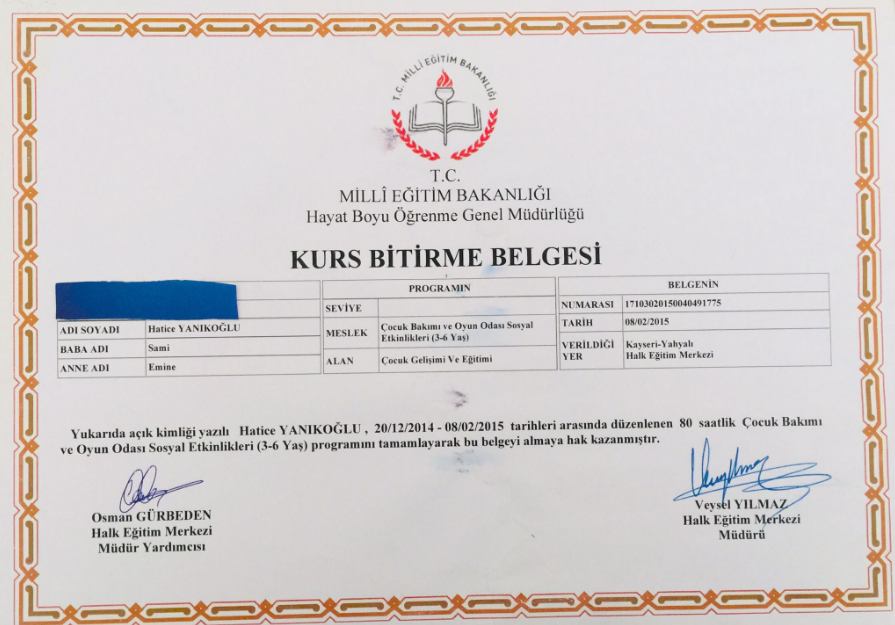 T.C. MİLLİ EĞİTİM BAKANLIĞI
T.C.
MİLLÎ EĞİTİM BAKANLIĞI
Hayat Boyu Öğrenme Genel Müdürlüğü
KURS BİTİRME BELGESİ
ADI SOYADI Hatice YANIKOĞLU
BABA ADI Sami
ANNE ADI Emine
PROGRAMIN
SEVİYE
MESLEK Çocuk Bakımı ve Oyun Odası Sosyal
Etkinlikleri (3-6 Yaş)
ALAN Çocuk Gelişimi Ve Eğitimi
BELGENİN
NUMARASI 17103020150040491775
TARİH 08/02/2015
VERİLDİĞİ YER Kayseri-Yahyalı
Halk Eğitim Merkezi
Yukarıda açık kimliği yazılı Hatice YANIKOĞLU , 20/12/2014 - 08/02/2015 tarihleri arasında düzenlenen 80 saatlik Çocuk Bakımı
ve Oyun Odası Sosyal Etkinlikleri (3-6 Yaş) programını tamamlayarak bu belgeyi almaya hak kazanmıştır.
Osman GÜRBEDEN
Halk Eğitim Merkezi
Müdür Yardımcısı
Veysel YILMAZ
Halk Eğitim Merkezi
Müdürü